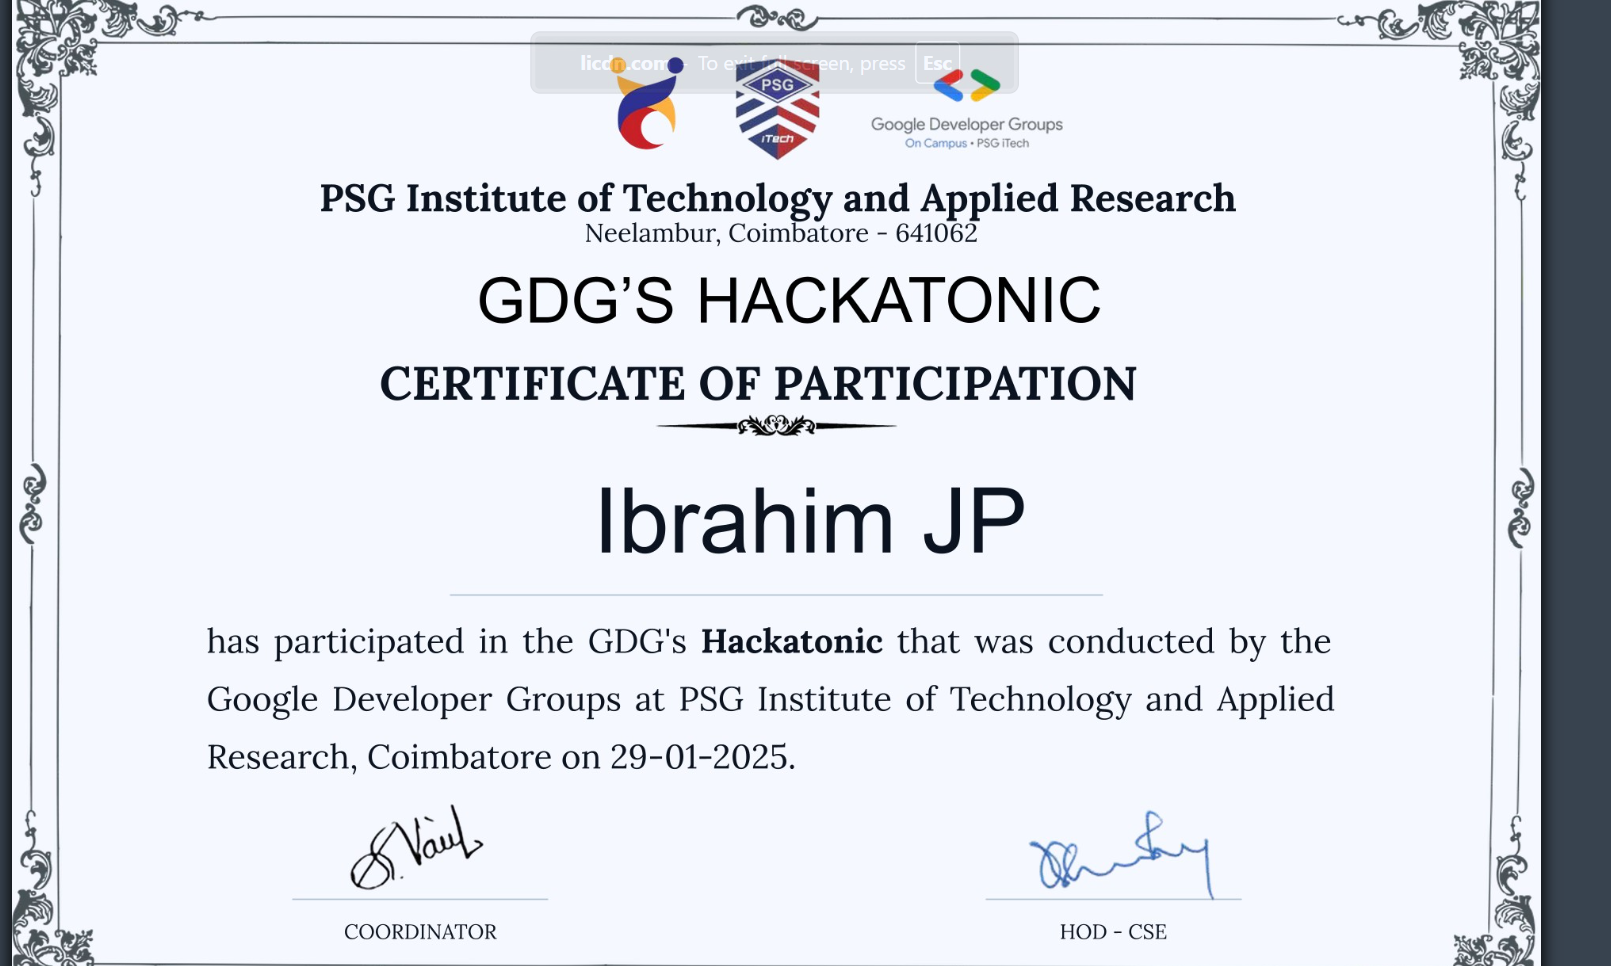 licdn.com - To exit full screen, press Esc
PSG
iTech
Google Developer Groups
On Campus • PSG iTech
PSG Institute of Technology and Applied Research
Neelambur, Coimbatore - 641062
GDG’S HACKATONIC
CERTIFICATE OF PARTICIPATION
Ibrahim JP
has participated in the GDG's Hackatonic that was conducted by the
Google Developer Groups at PSG Institute of Technology and Applied
Research, Coimbatore on 29-01-2025.
COORDINATOR
HOD - CSE